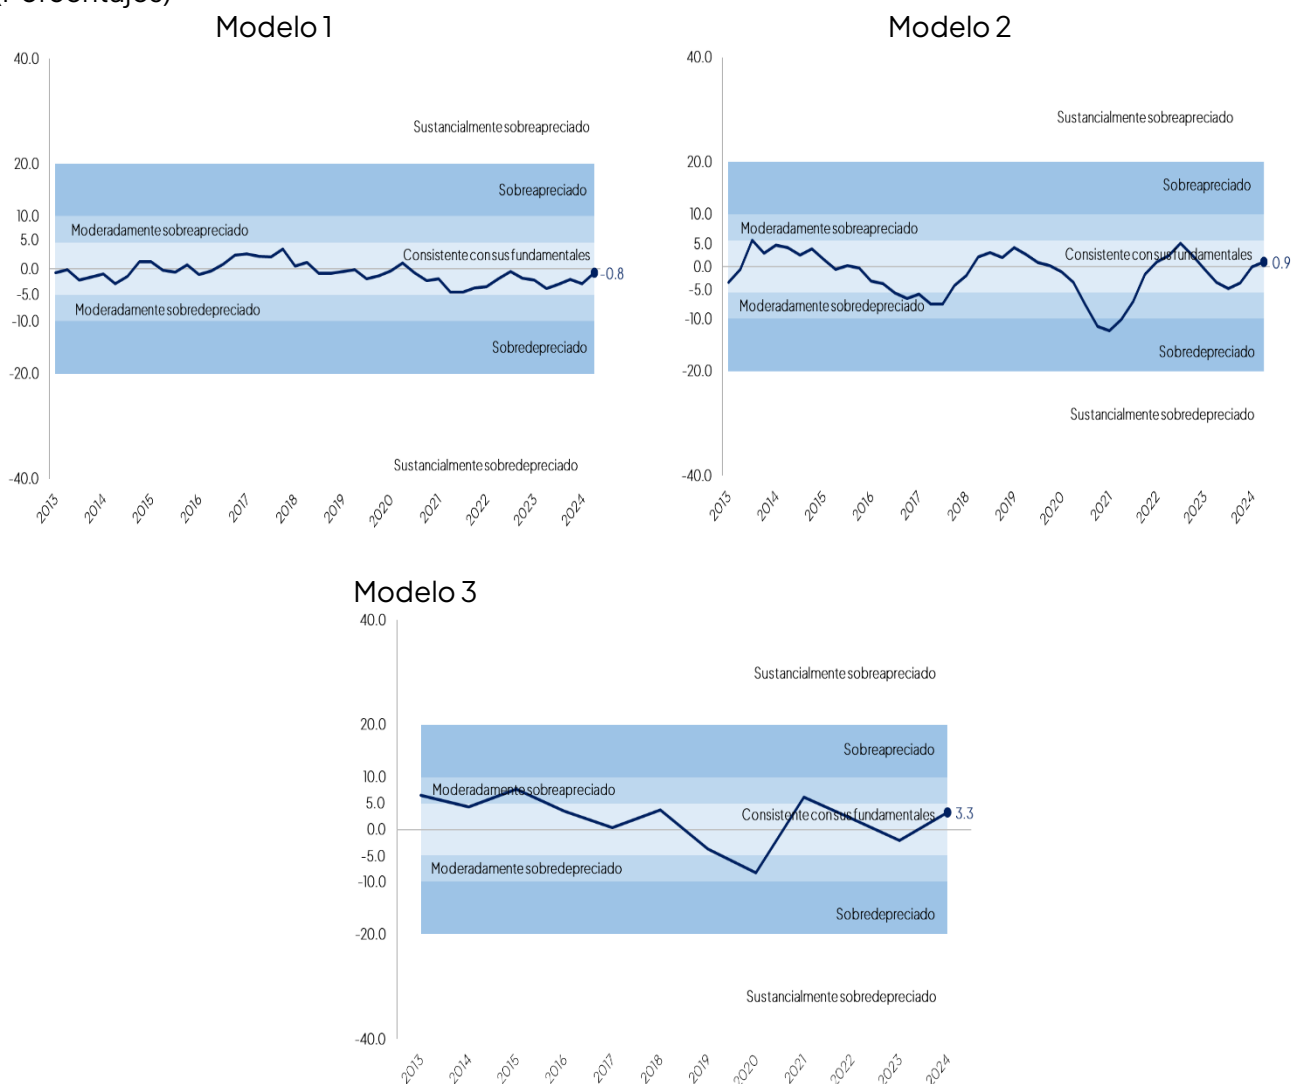 (Porcentajes)
Modelo 1
40.0
20.0
10.0
5.0
0.0
-5.0
-10.0
-20.0
-40.0
Sustancialmente sobreapreciado
Sobreapreciado
Moderadamente sobreapreciado
Consistente con sus fundamentales
-0.8
Moderadamente sobredepreciado
Sobredepreciado
Sustancialmente sobredepreciado
2013
2014
2015
2016
2017
2018
2019
2020
2021
2022
2023
2024
Modelo 2
40.0
20.0
10.0
5.0
0.0
-5.0
-10.0
-20.0
-40.0
Sustancialmente sobreapreciado
Sobreapreciado
Moderadamente sobreapreciado
Consistente con sus fundamentales
0.9
Moderadamente sobredepreciado
Sobredepreciado
Sustancialmente sobredepreciado
2013
2014
2015
2016
2017
2018
2019
2020
2021
2022
2023
2024
Modelo 3
40.0
20.0
10.0
5.0
0.0
-5.0
-10.0
-20.0
-40.0
Sustancialmente sobreapreciado
Sobreapreciado
Moderadamente sobreapreciado
Consistente con sus fundamentales
3.3
Moderadamente sobredepreciado
Sobredepreciado
Sustancialmente sobredepreciado
2013
2014
2015
2016
2017
2018
2019
2020
2021
2022
2023
2024